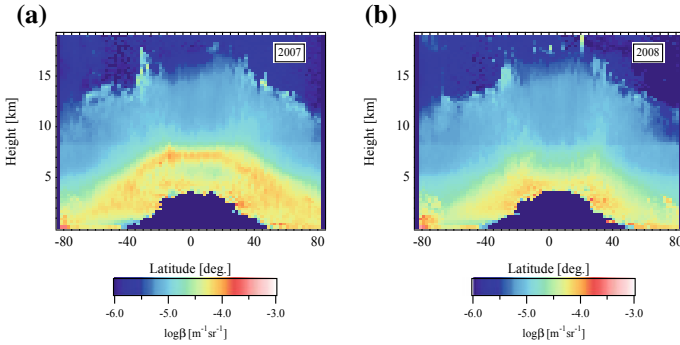 (a)
2007
Height [km]
15
10
5
-80 -40 0 40 80
Latitude [deg.]
-6.0 -5.0 -4.0 -3.0
logβ [m⁻¹sr⁻¹]
(b)
2008
Height [km]
15
10
5
-80 -40 0 40 80
Latitude [deg.]
-6.0 -5.0 -4.0 -3.0
logβ [m⁻¹sr⁻¹]